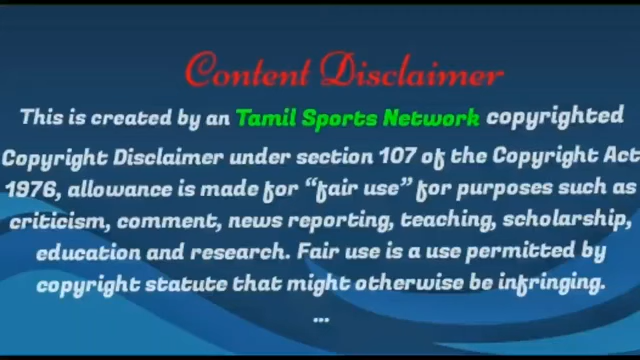 Content Disclaimer
This is created by an Tamil Sports Network copyrighted
Copyright Disclaimer under section 107 of the Copyright Act
1976, allowance is made for “fair use” for purposes such as
criticism, comment, news reporting, teaching, scholarship,
education and research. Fair use is a use permitted by
copyright statute that might otherwise be infringing.
...